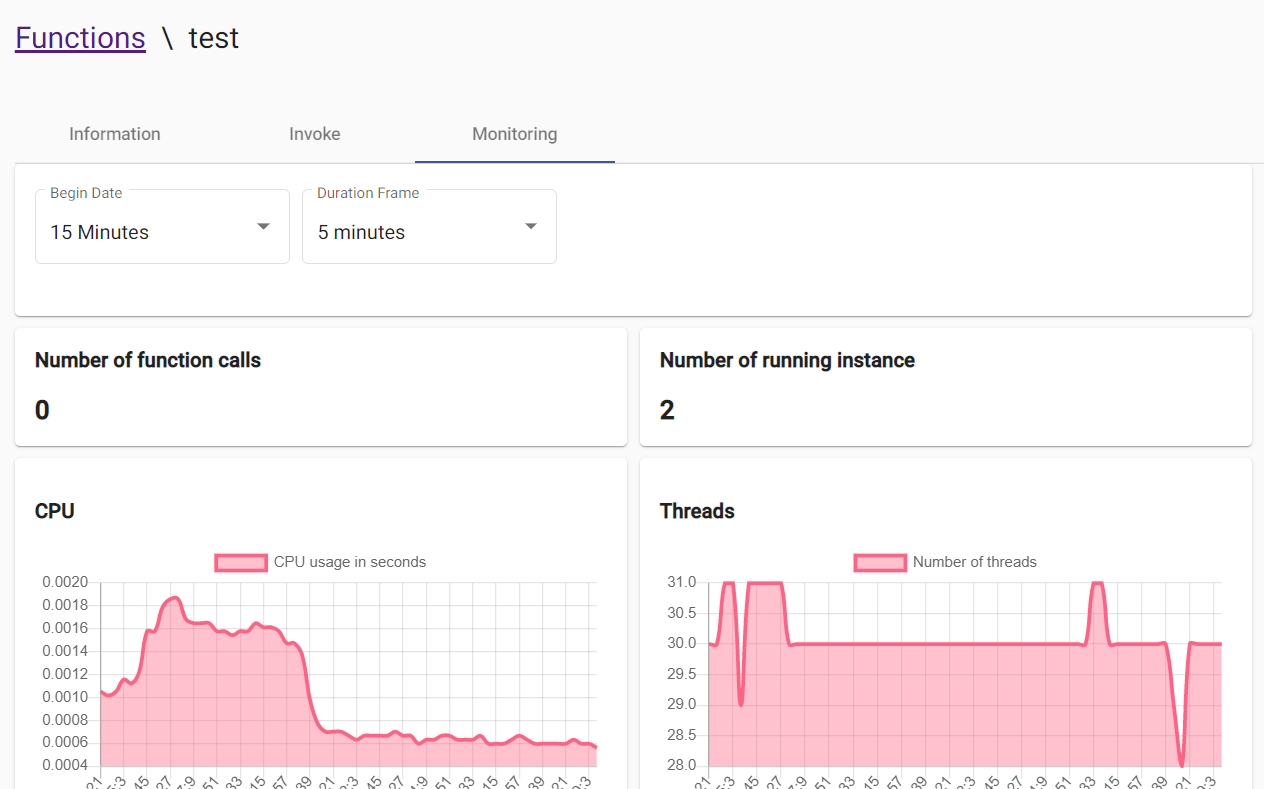 Functions \ test
Information Invoke Monitoring
Begin Date
15 Minutes
Duration Frame
5 minutes
Number of function calls
0
Number of running instance
2
CPU
CPU usage in seconds
0.0020
0.0018
0.0016
0.0014
0.0012
0.0010
0.0008
0.0006
0.0004
Threads
Number of threads
31.0
30.5
30.0
29.5
29.0
28.5
28.0